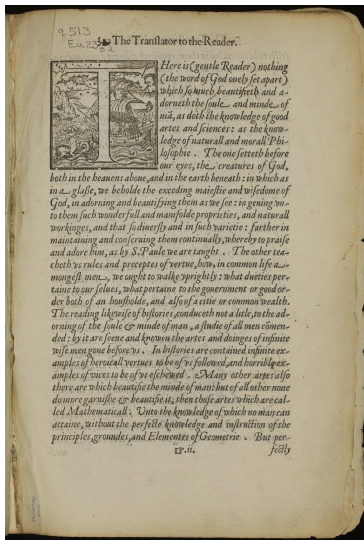 513
The Translator to the Reader.
THere is (gentle Reader) nothing
(the word of God onely set apart)
which so much beautifieth and a-
dorneth the soule and minde of
mā, as doth the knowledge of good
artes and sciences: as the know-
ledge of naturall and morall Phi-
losophie. The one setteth before
our eyes, the creatures of God,
both in the heauens aboue, and in the earth beneath: in which as
in a glasse, we beholde the exceding maiestie and wisedome of
God, in adorning and beautifying them as we see: in geuing vn-
to them such wonderfull and manifolde proprieties, and naturall
workinges, and that so diuersly and in such varietie: farther in
maintaining and conseruing them continually, whereby to praise
and adore him, as by S. Paule we are taught. The other tea-
cheth vs rules and preceptes of vertue, how, in common life a-
mongest men, we ought to walke vprightly: what dueties per-
taine to our selues, what pertaine to the gouernment or good or-
der both of an housholde, and also of a citie or common wealth.
The reading likewise of histories, conduceth not a litle, to the ad-
orning of the soule & minde of man, a studie of all men cōmen-
ded: by it are seene and knowen the artes and doinges of infinite
wise men gone before vs. In histories are contained infinite ex-
amples of heroicall vertues to be of vs followed, and horrible ex-
amples of vices to be of vs eschewed. Many other artes also
there are which beautifie the minde of man: but of all other none
do more garnishe & beautifie it, then those artes which are cal-
led Mathematicall. Unto the knowledge of which no man can
attaine, without the perfecte knowledge and instruction of the
principles, groundes, and Elementes of Geometrie. But per-
☞.ii. fectly